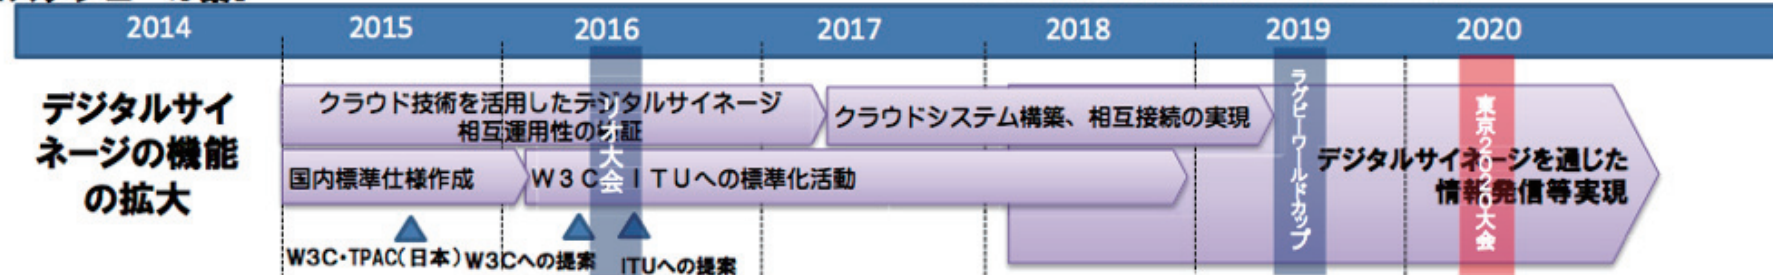 2014 2015 2016 2017 2018 2019 2020
デジタルサイ
ネージの機能
の拡大
クラウド技術を活用したデジタルサイネージ
相互運用性の検証
クラウドシステム構築、相互接続の実現
国内標準仕様作成
W3C・ITUへの標準化活動
リオ大会
ラグビーワールドカップ
東京2020大会
デジタルサイネージを通じた
情報発信等実現
W3C・TPAC(日本)
W3Cへの提案
ITUへの提案